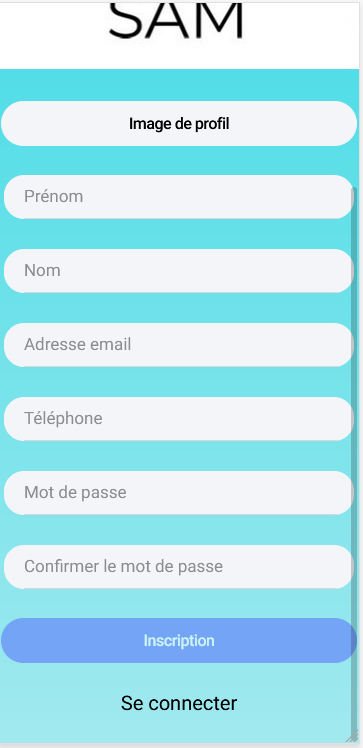 SAM
Image de profil
Prénom
Nom
Adresse email
Téléphone
Mot de passe
Confirmer le mot de passe
Inscription
Se connecter